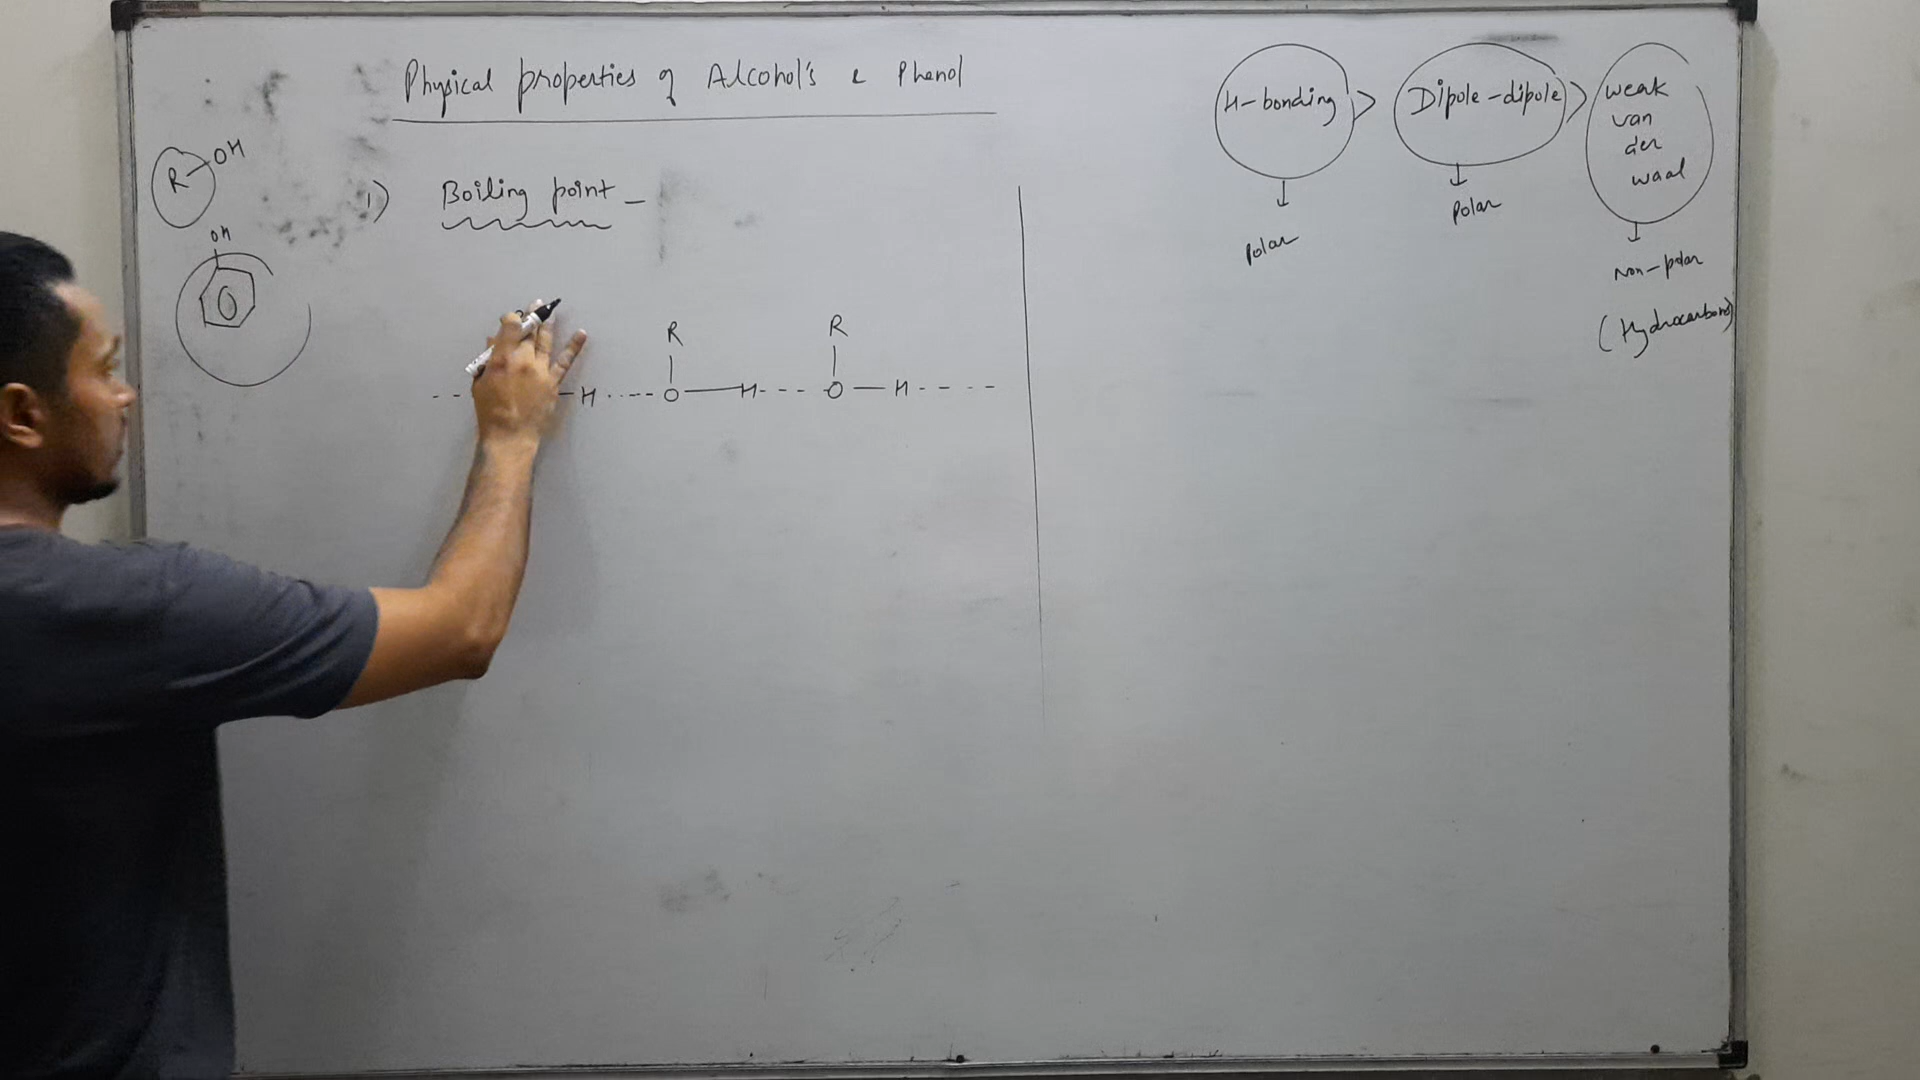 Physical properties of Alcohol's & Phenol
R-OH
OH
1) Boiling point -
R R
H ---- O — H --- O — H ----
H-bonding > Dipole-dipole > weak
van
der
waal
Polar
Polar
Non-polar
(Hydrocarbons)